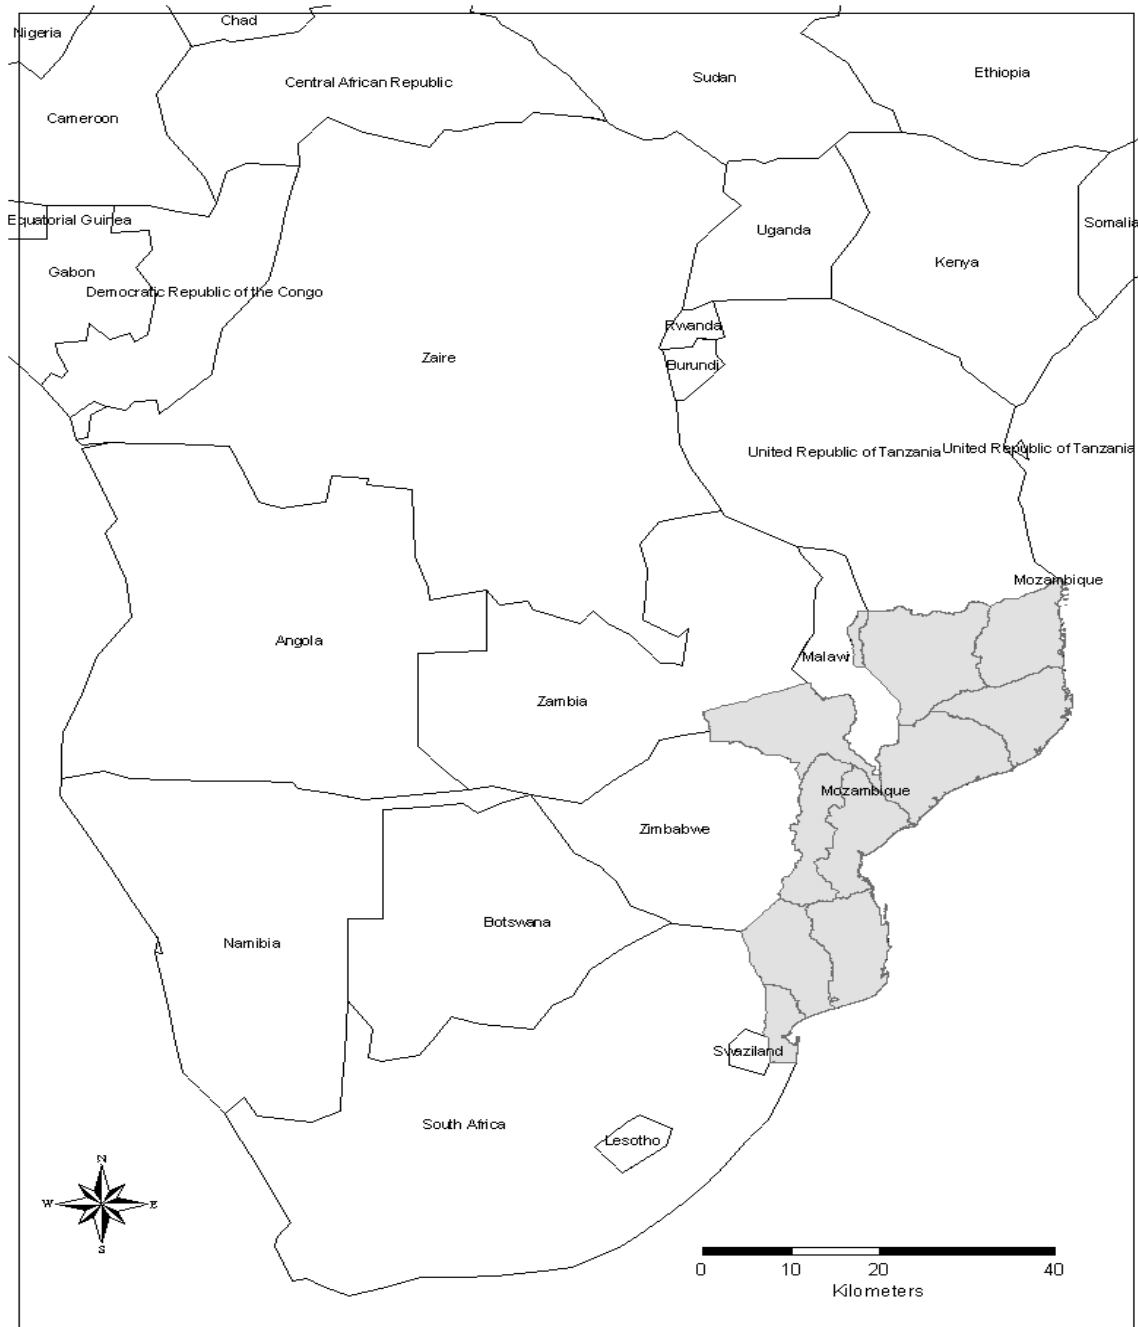 Chad
Nigeria
Central African Republic
Sudan
Ethiopia
Cameroon
Equatorial Guinea
Somalia
Uganda
Gabon
Kenya
Democratic Republic of the Congo
Rwanda
Zaire
Burundi
United Republic of Tanzania
United Republic of Tanzania
Mozambique
Angola
Malawi
Zambia
Mozambique
Zimbabwe
Botswana
Namibia
Swaziland
South Africa
Lesotho
N
W E
S
0 10 20 40
Kilometers